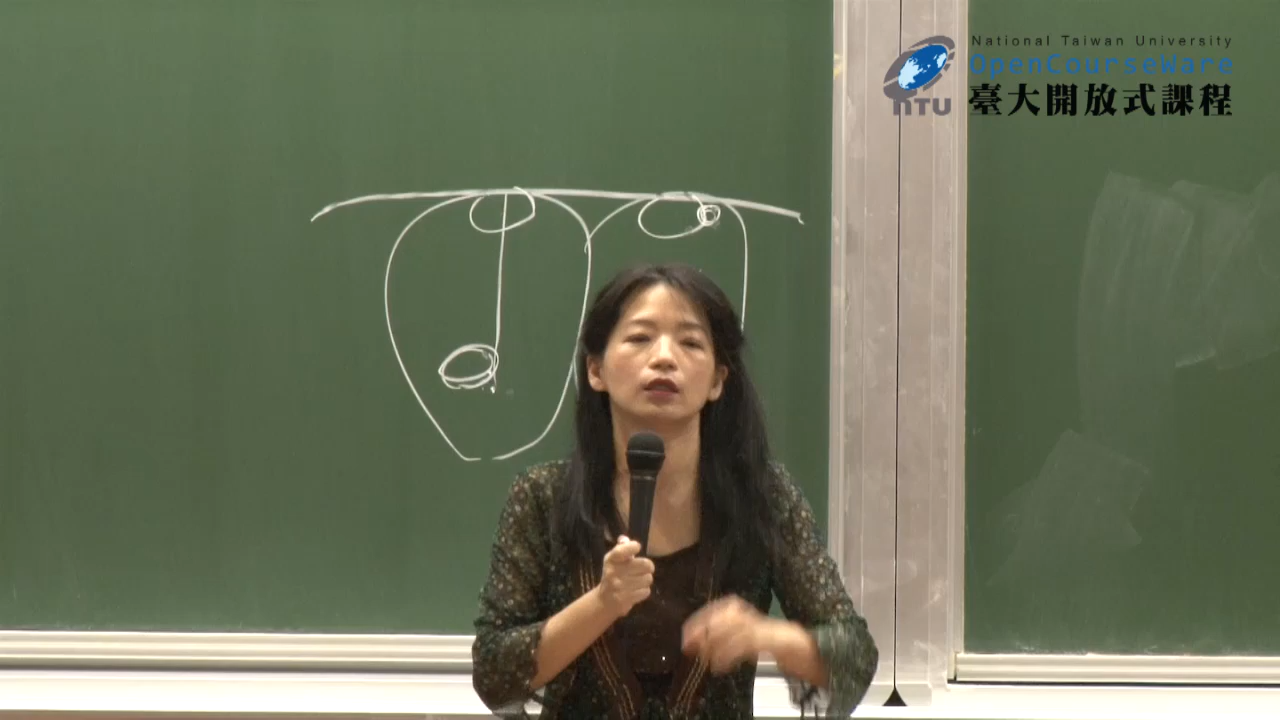 National Taiwan University
OpenCourseWare
臺大開放式課程
NTU